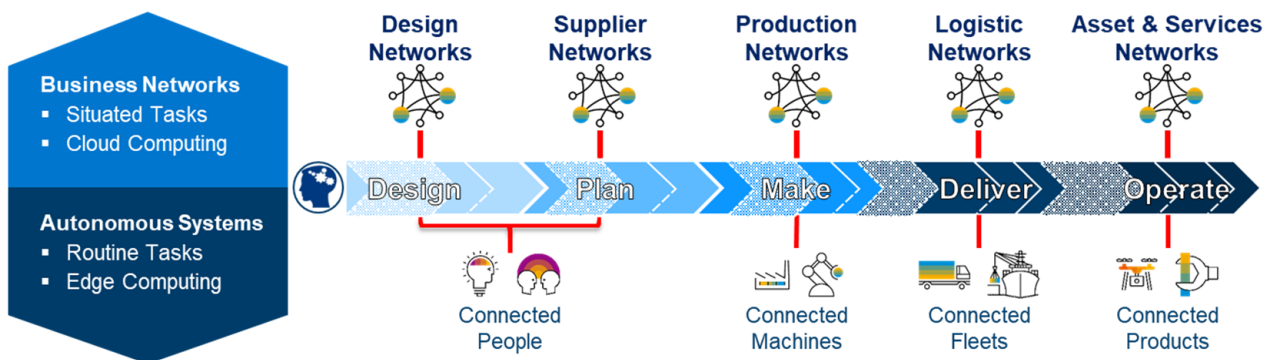 Business Networks
▪ Situated Tasks
▪ Cloud Computing
Autonomous Systems
▪ Routine Tasks
▪ Edge Computing
Design
Networks
Supplier
Networks
Production
Networks
Logistic
Networks
Asset & Services
Networks
Design
Plan
Make
Deliver
Operate
Connected
People
Connected
Machines
Connected
Fleets
Connected
Products